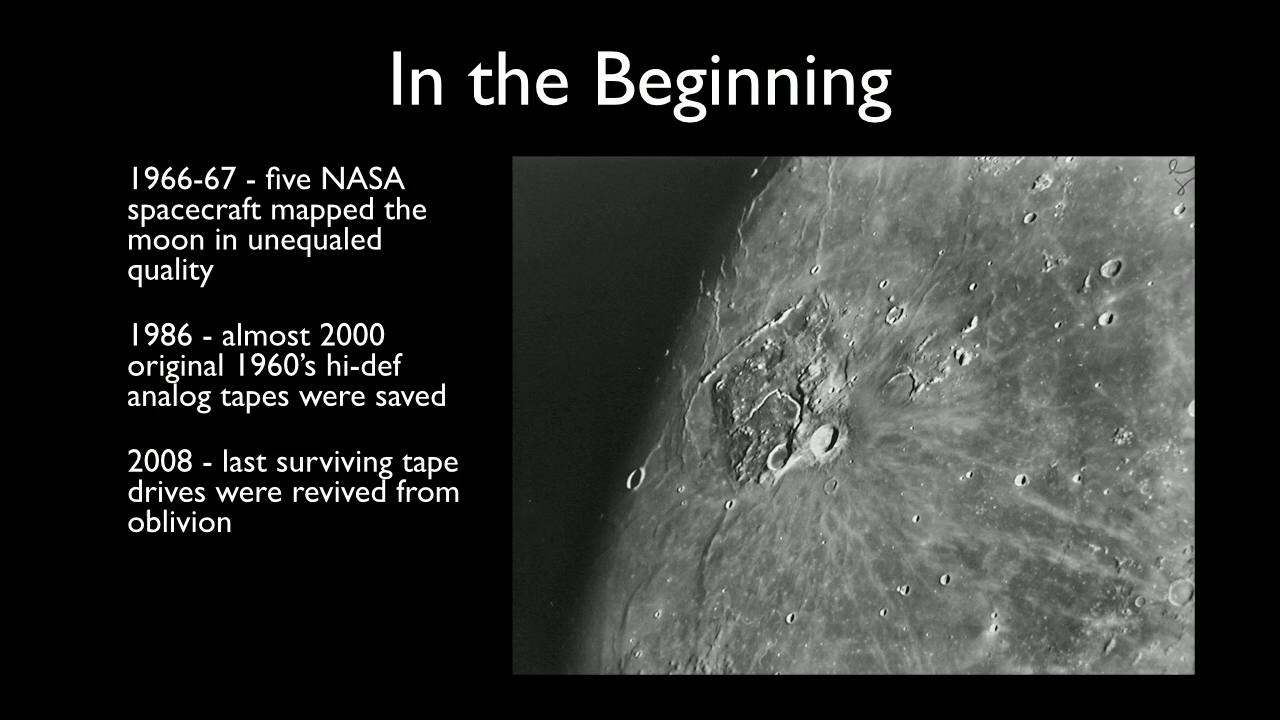 In the Beginning
1966-67 - five NASA
spacecraft mapped the
moon in unequaled
quality
1986 - almost 2000
original 1960’s hi-def
analog tapes were saved
2008 - last surviving tape
drives were revived from
oblivion